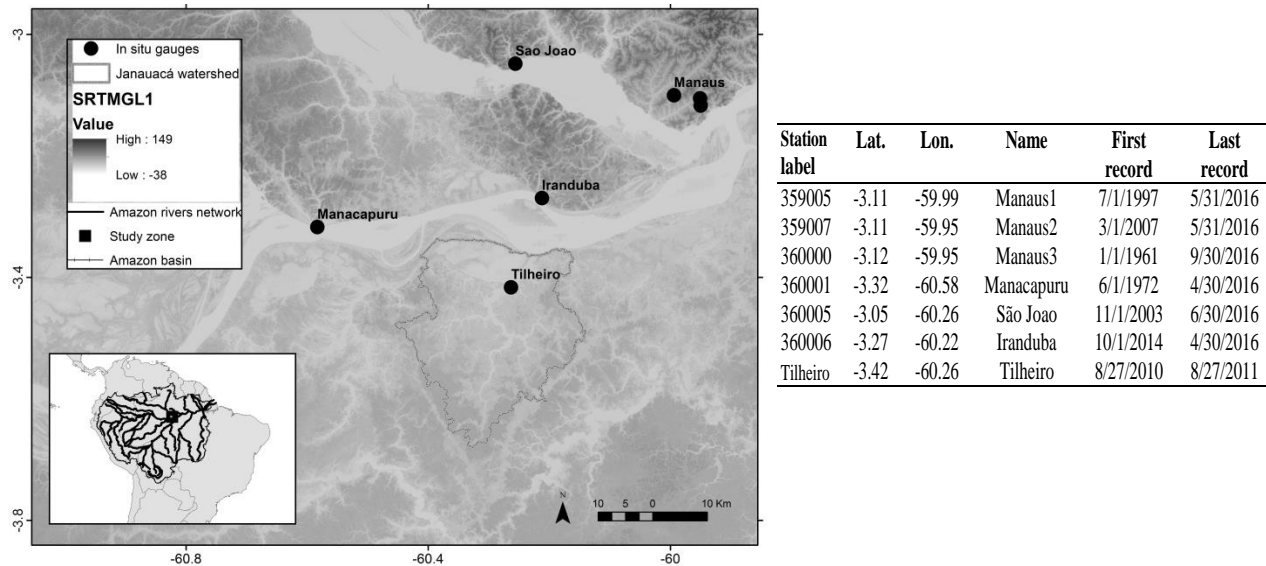 -3
-3.4
-3.8
-60.8
-60.4
-60
In situ gauges
Janauacá watershed
SRTMGL1
Value
High : 149
Low : -38
Amazon rivers network
Study zone
Amazon basin
Sao Joao
Manaus
Iranduba
Manacapuru
Tilheiro
N
10 5 0 10 Km
Station label Lat. Lon. Name First record Last record
359005 -3.11 -59.99 Manaus1 7/1/1997 5/31/2016
359007 -3.11 -59.95 Manaus2 3/1/2007 5/31/2016
360000 -3.12 -59.95 Manaus3 1/1/1961 9/30/2016
360001 -3.32 -60.58 Manacapuru 6/1/1972 4/30/2016
360005 -3.05 -60.26 São Joao 11/1/2003 6/30/2016
360006 -3.27 -60.22 Iranduba 10/1/2014 4/30/2016
Tilheiro -3.42 -60.26 Tilheiro 8/27/2010 8/27/2011